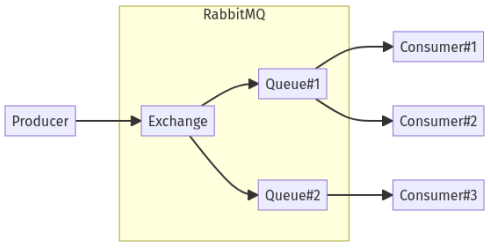 RabbitMQ
Producer
Exchange
Queue#1
Queue#2
Consumer#1
Consumer#2
Consumer#3